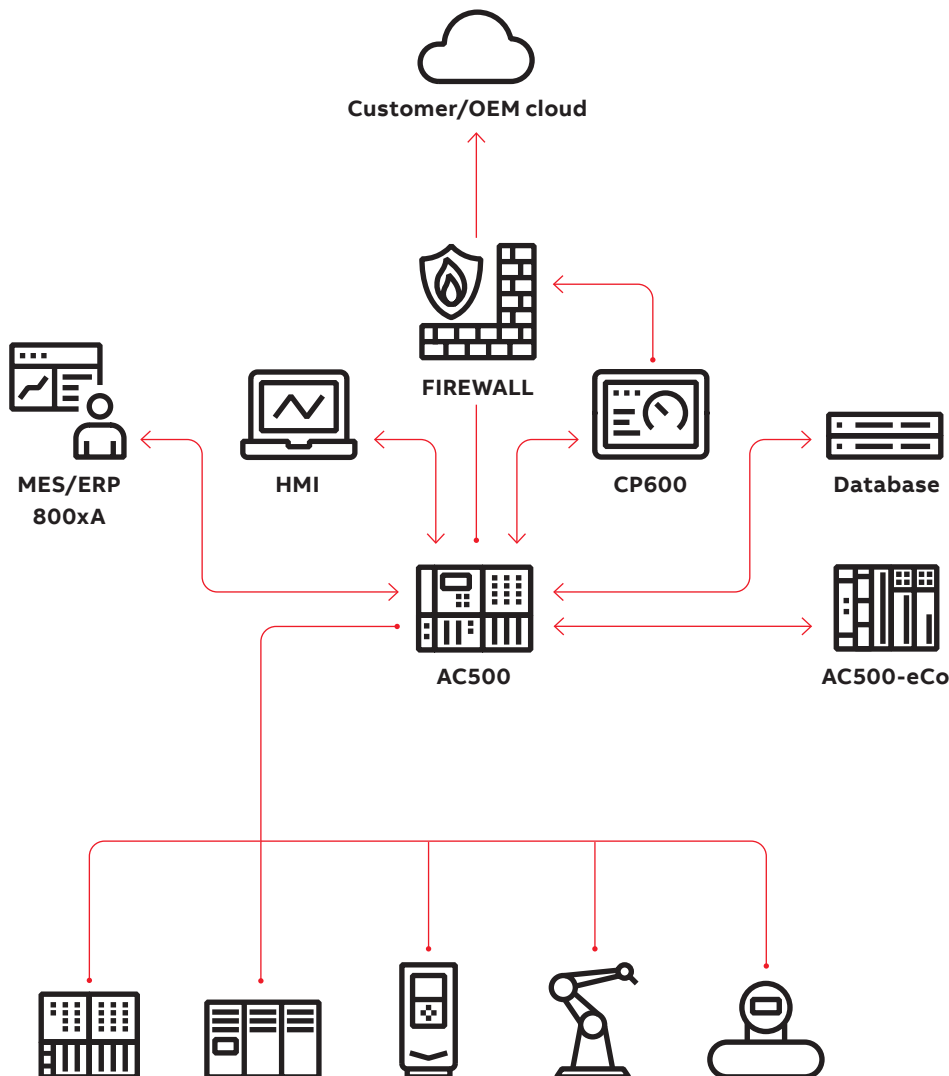 Customer/OEM cloud
FIREWALL
MES/ERP
800xA
HMI
CP600
Database
AC500
AC500-eCo